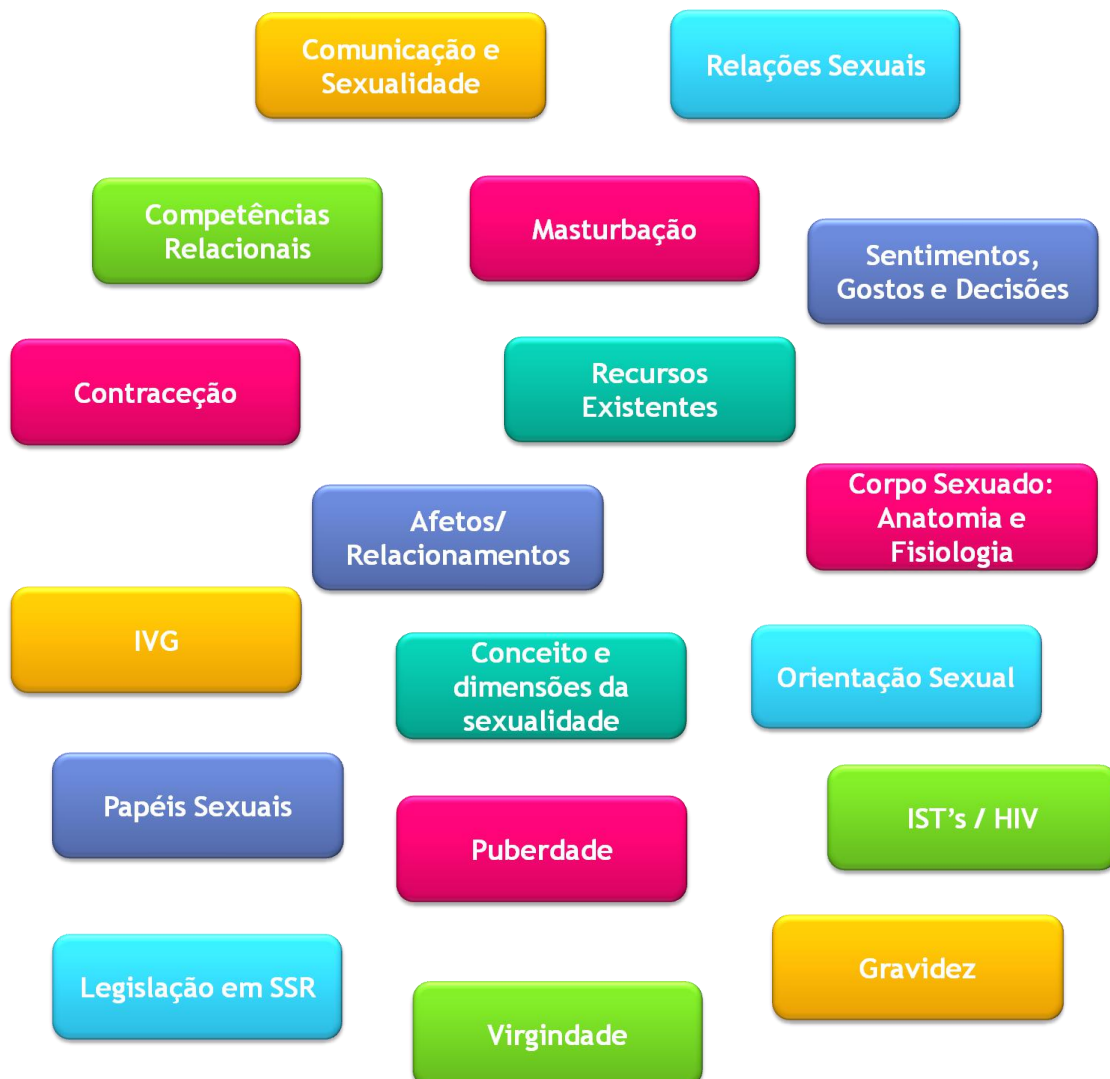 Comunicação e
Sexualidade
Relações Sexuais
Competências
Relacionais
Masturbação
Sentimentos,
Gostos e Decisões
Contraceção
Recursos
Existentes
Afetos/
Relacionamentos
Corpo Sexuado:
Anatomia e
Fisiologia
IVG
Conceito e
dimensões da
sexualidade
Orientação Sexual
Papéis Sexuais
Puberdade
IST’s / HIV
Legislação em SSR
Virgindade
Gravidez